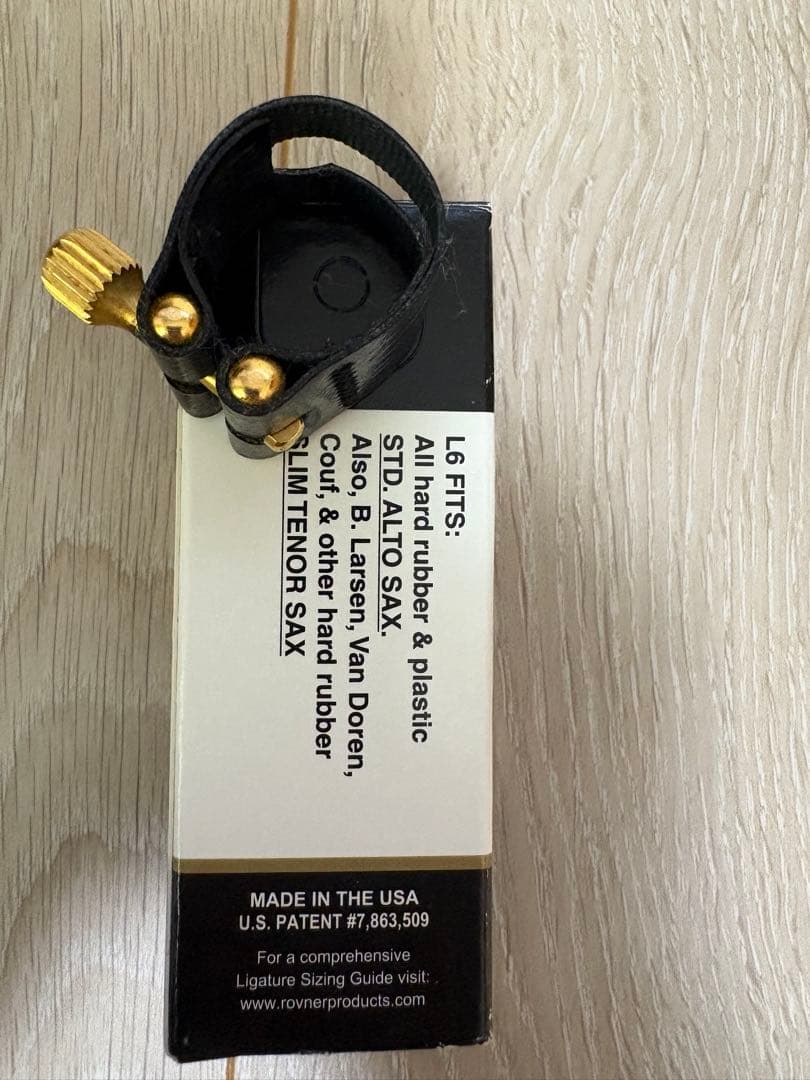 L6 FITS:
All hard rubber & plastic
STD. ALTO SAX.
Also, B. Larsen, Van Doren,
Couf, & other hard rubber
SLIM TENOR SAX
MADE IN THE USA
U.S. PATENT #7,863,509
For a comprehensive
Ligature Sizing Guide visit:
www.rovnerproducts.com